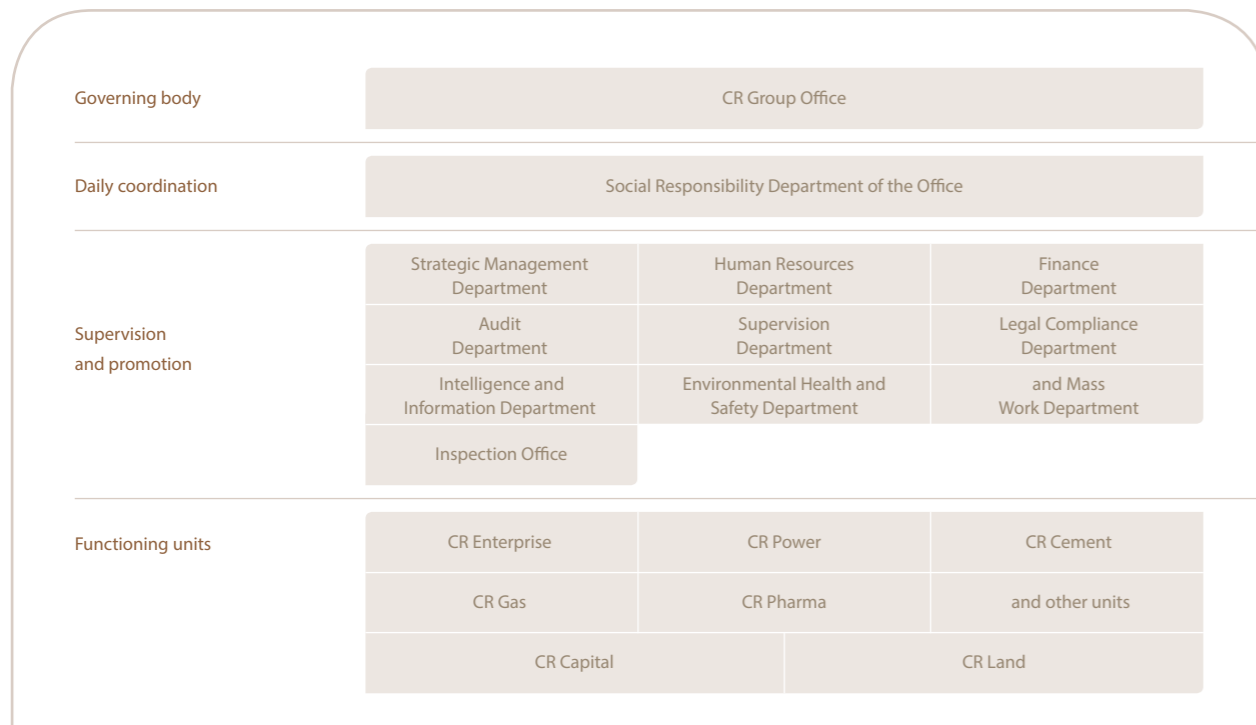 Governing body
CR Group Office
Daily coordination
Social Responsibility Department of the Office
Supervision
and promotion
Strategic Management
Department
Human Resources
Department
Finance
Department
Audit
Department
Supervision
Department
Legal Compliance
Department
Intelligence and
Information Department
Environmental Health and
Safety Department
and Mass
Work Department
Inspection Office
Functioning units
CR Enterprise
CR Power
CR Cement
CR Gas
CR Pharma
and other units
CR Capital
CR Land